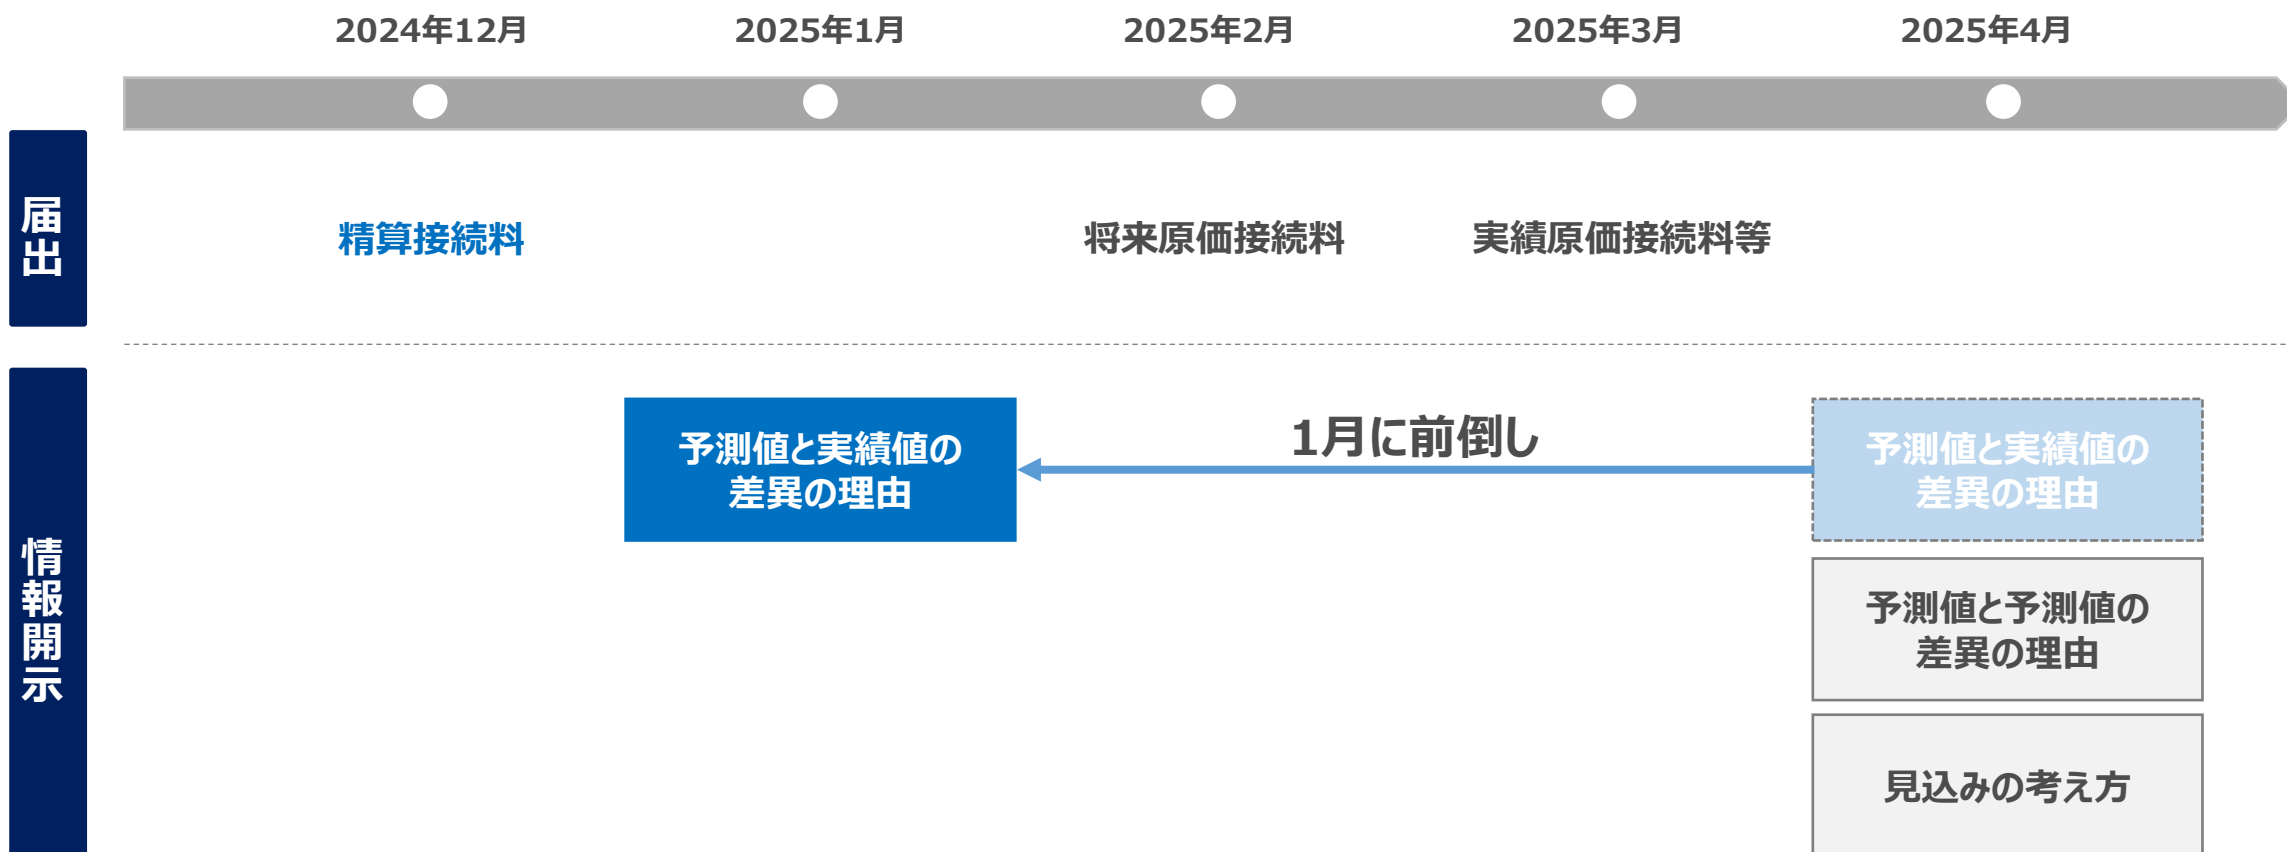 2024年12月
2025年1月
2025年2月
2025年3月
2025年4月
届出
精算接続料
将来原価接続料
実績原価接続料等
情報開示
予測値と実績値の
差異の理由
1月に前倒し
予測値と実績値の
差異の理由
予測値と予測値の
差異の理由
見込みの考え方